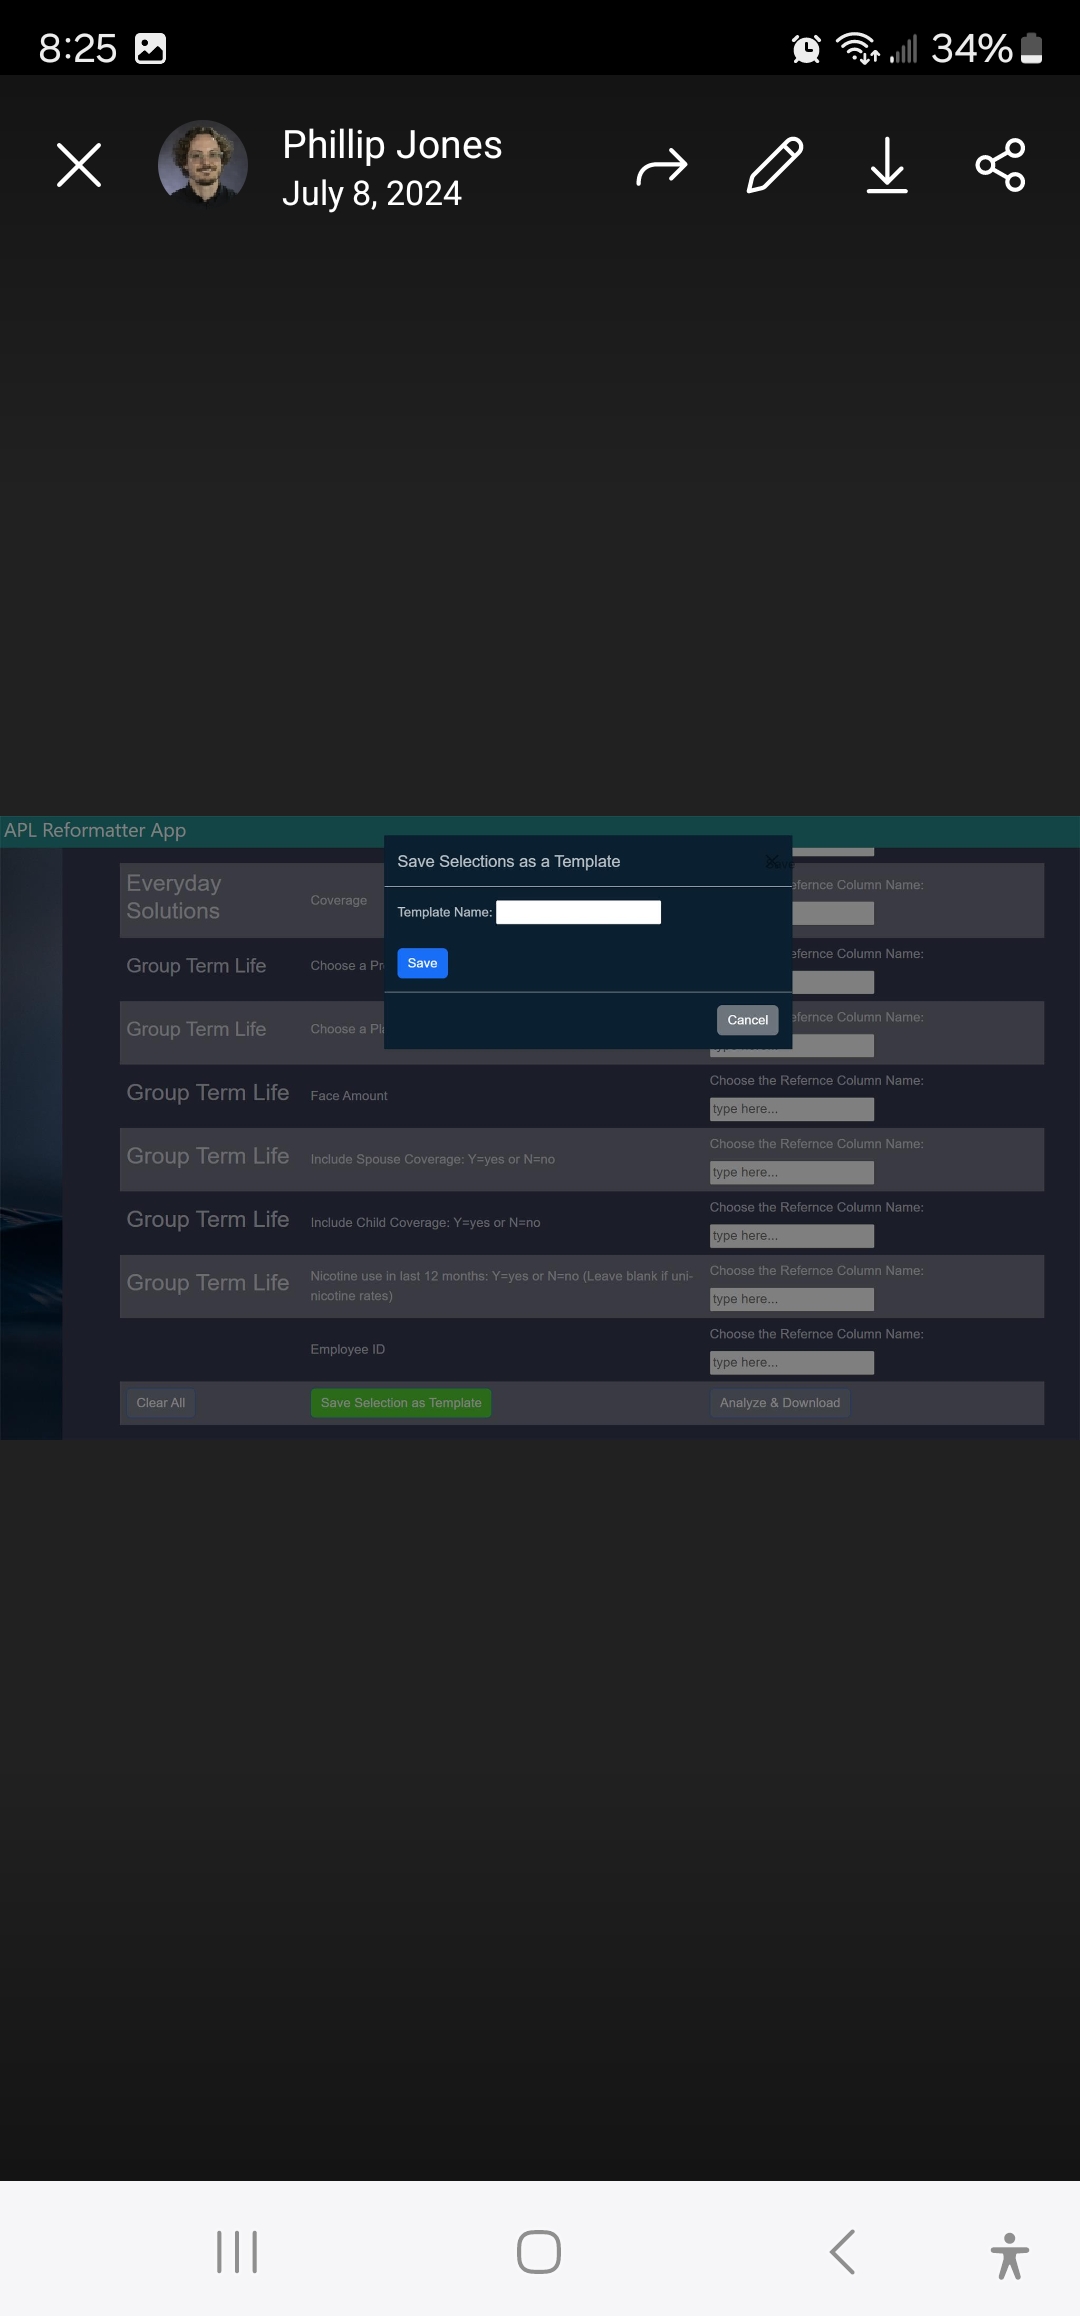 8:25
34%
Phillip Jones
July 8, 2024
APL Reformatter App
Save Selections as a Template
Template Name:
Save
Cancel
Everyday
Solutions
Coverage
efernce Column Name:
Group Term Life
Choose a Pr
efernce Column Name:
Group Term Life
Choose a Pl
efernce Column Name:
Group Term Life
Face Amount
Choose the Refernce Column Name:
type here...
Group Term Life
Include Spouse Coverage: Y=yes or N=no
Choose the Refernce Column Name:
type here...
Group Term Life
Include Child Coverage: Y=yes or N=no
Choose the Refernce Column Name:
type here...
Group Term Life
Nicotine use in last 12 months: Y=yes or N=no (Leave blank if uni-
nicotine rates)
Choose the Refernce Column Name:
type here...
Employee ID
Choose the Refernce Column Name:
type here...
Clear All
Save Selection as Template
Analyze & Download